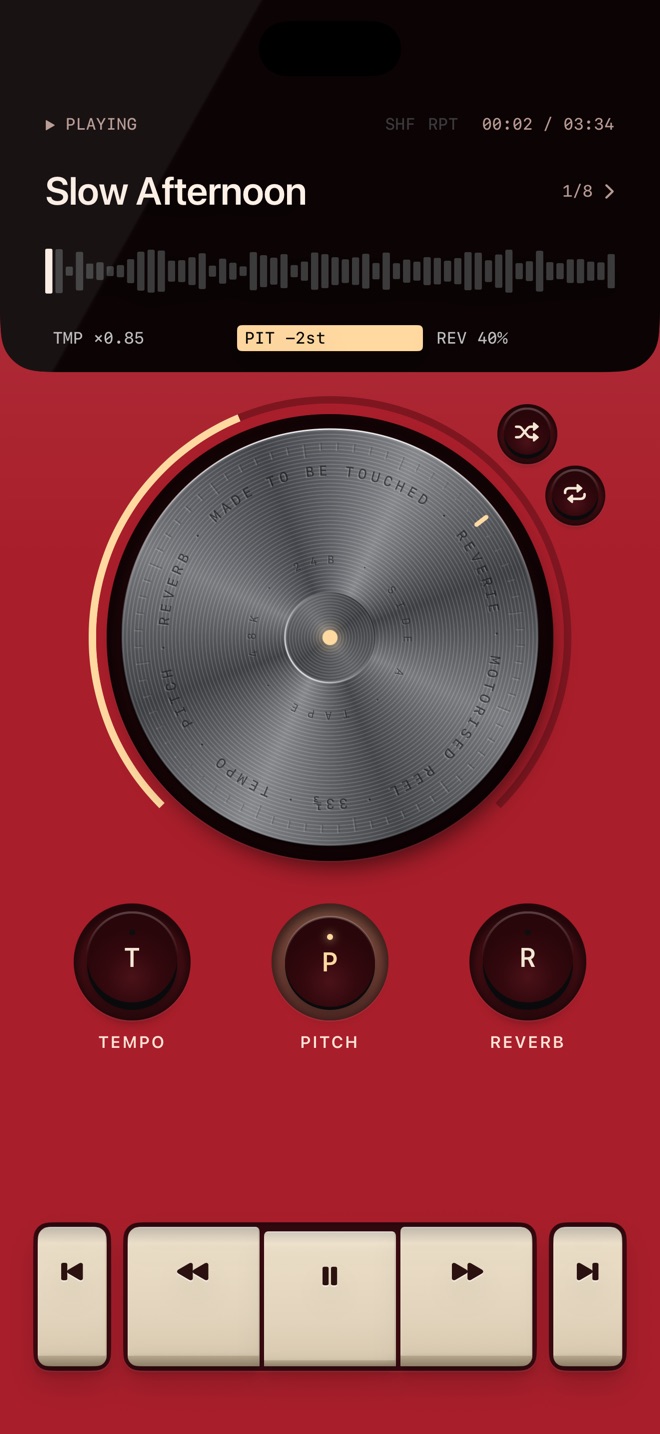 PLAYING
SHF RPT 00:02 / 03:34
Slow Afternoon
1/8
TMP ×0.85
PIT −2st
REV 40%
REVERB · MADE TO BE TOUCHED · REVERIE · MOTORISED REEL · 33⅓ · TEMPO · PITCH ·
48K · 24B · SIDE A
TAPE
T
P
R
TEMPO
PITCH
REVERB